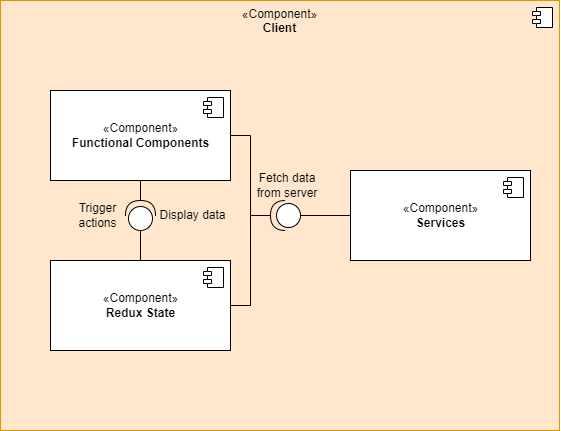 «Component»
Client
«Component»
Functional Components
Trigger
actions
Display data
Fetch data
from server
«Component»
Services
«Component»
Redux State